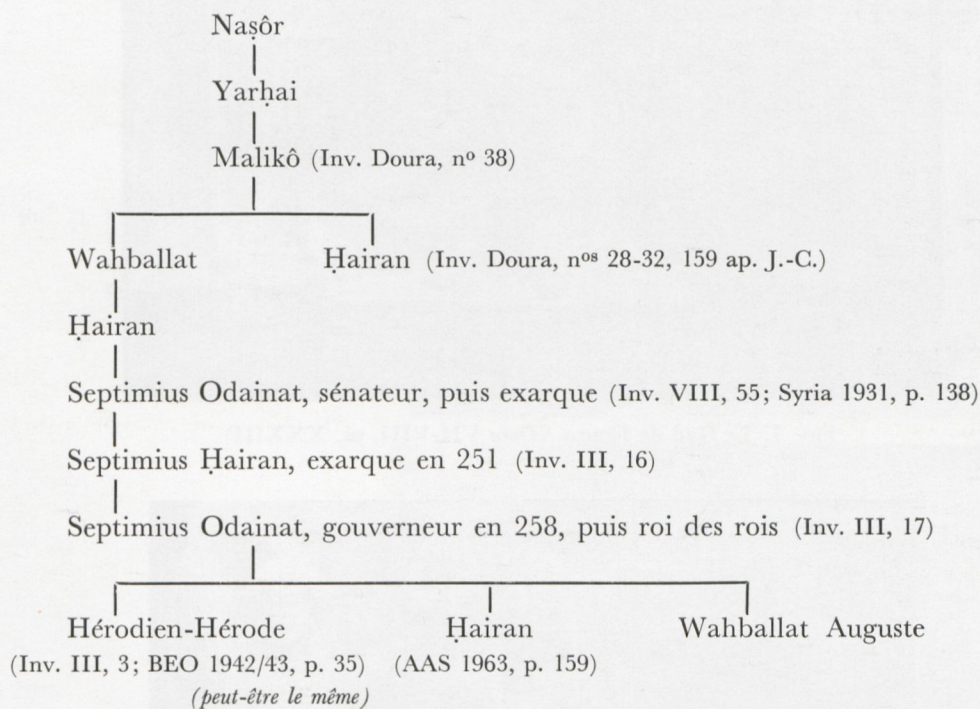 Naṣôr
Yarḥai
Malikô (Inv. Doura, nº 38)
Wahballat Ḥairan (Inv. Doura, nos 28-32, 159 ap. J.-C.)
Ḥairan
Septimius Odainat, sénateur, puis exarque (Inv. VIII, 55; Syria 1931, p. 138)
Septimius Ḥairan, exarque en 251 (Inv. III, 16)
Septimius Odainat, gouverneur en 258, puis roi des rois (Inv. III, 17)
Hérodien-Hérode Ḥairan Wahballat Auguste
(Inv. III, 3; BEO 1942/43, p. 35) (AAS 1963, p. 159)
(peut-être le même)